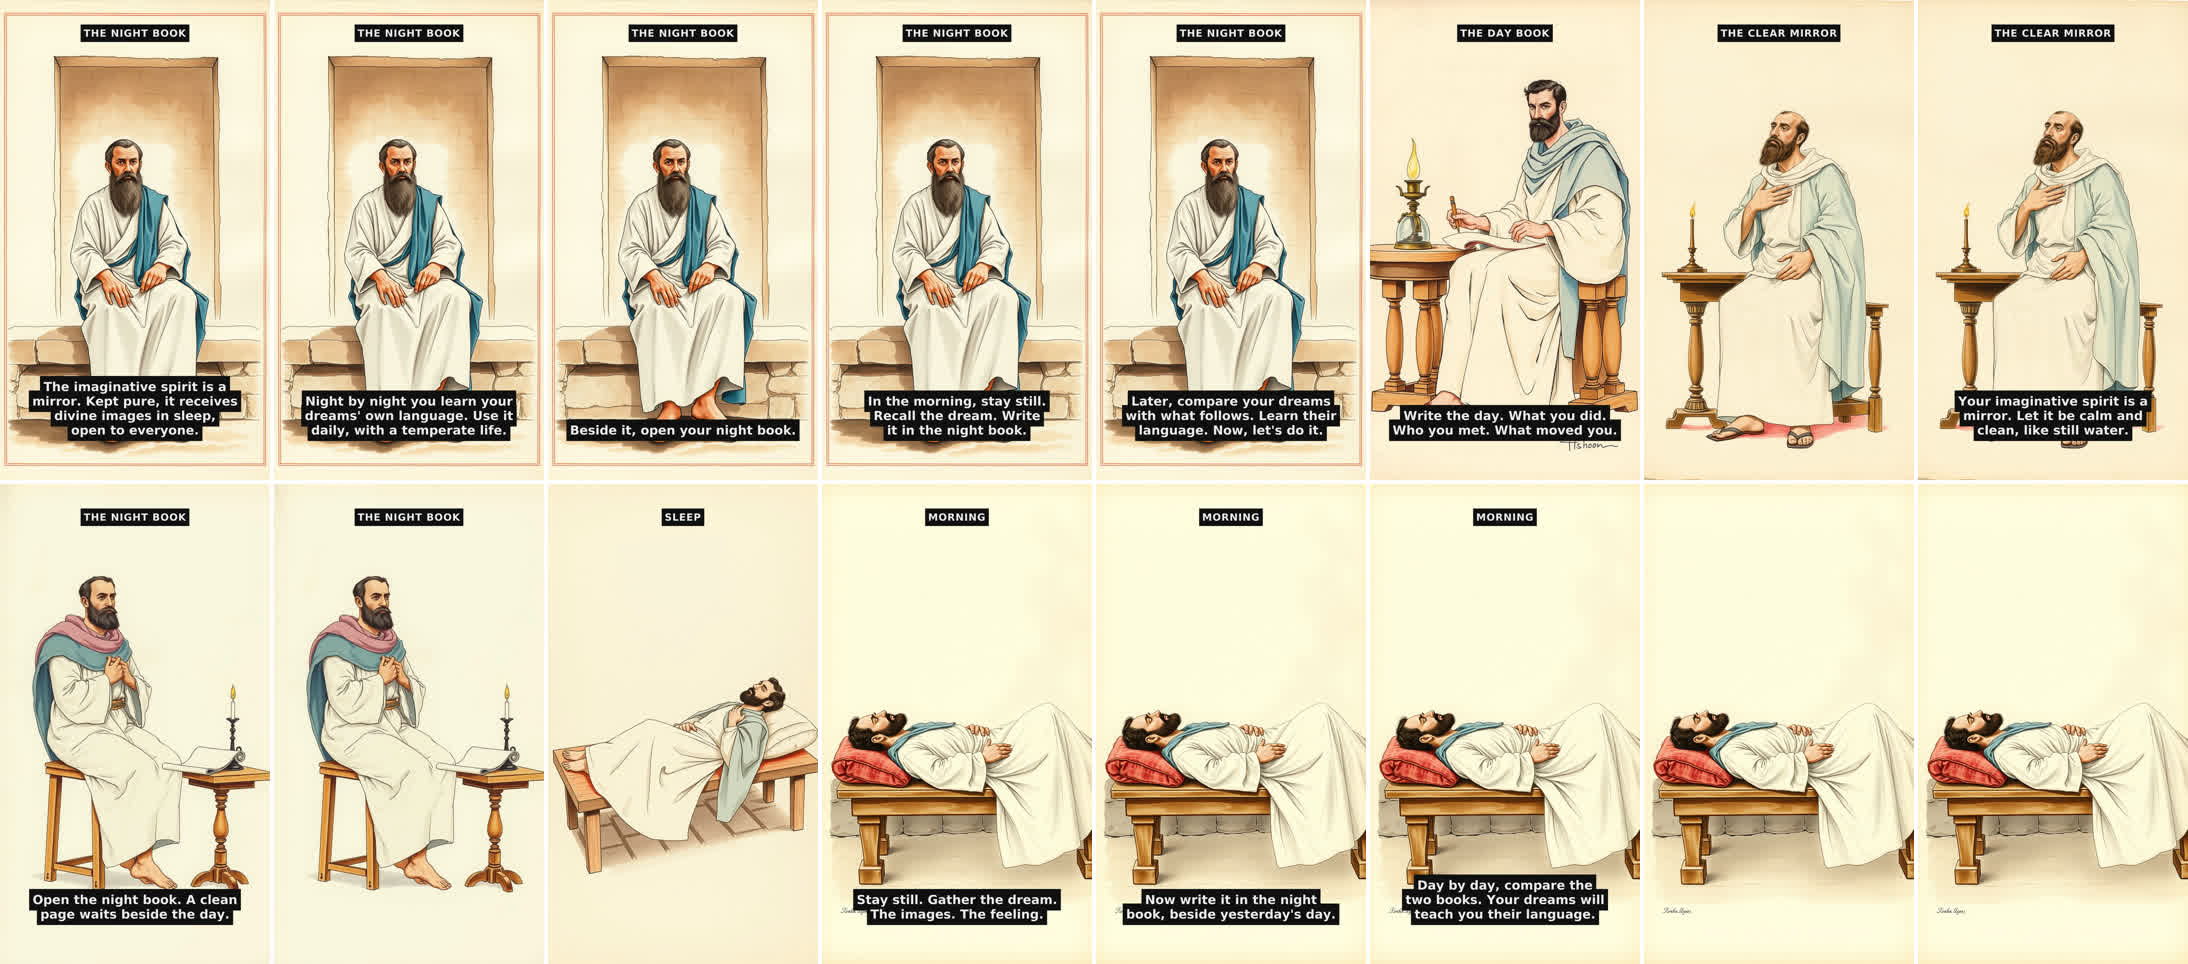 THE NIGHT BOOK
The imaginative spirit is a
mirror. Kept pure, it receives
divine images in sleep,
open to everyone.
THE NIGHT BOOK
Night by night you learn your
dreams' own language. Use it
daily, with a temperate life.
THE NIGHT BOOK
Beside it, open your night book.
THE NIGHT BOOK
In the morning, stay still.
Recall the dream. Write
it in the night book.
THE NIGHT BOOK
Later, compare your dreams
with what follows. Learn their
language. Now, let's do it.
THE DAY BOOK
Write the day. What you did.
Who you met. What moved you.
THE CLEAR MIRROR
THE CLEAR MIRROR
Your imaginative spirit is a
mirror. Let it be calm and
clean, like still water.
THE NIGHT BOOK
Open the night book. A clean
page waits beside the day.
THE NIGHT BOOK
SLEEP
MORNING
Stay still. Gather the dream.
The images. The feeling.
MORNING
Now write it in the night
book, beside yesterday's day.
MORNING
Day by day, compare the
two books. Your dreams will
teach you their language.